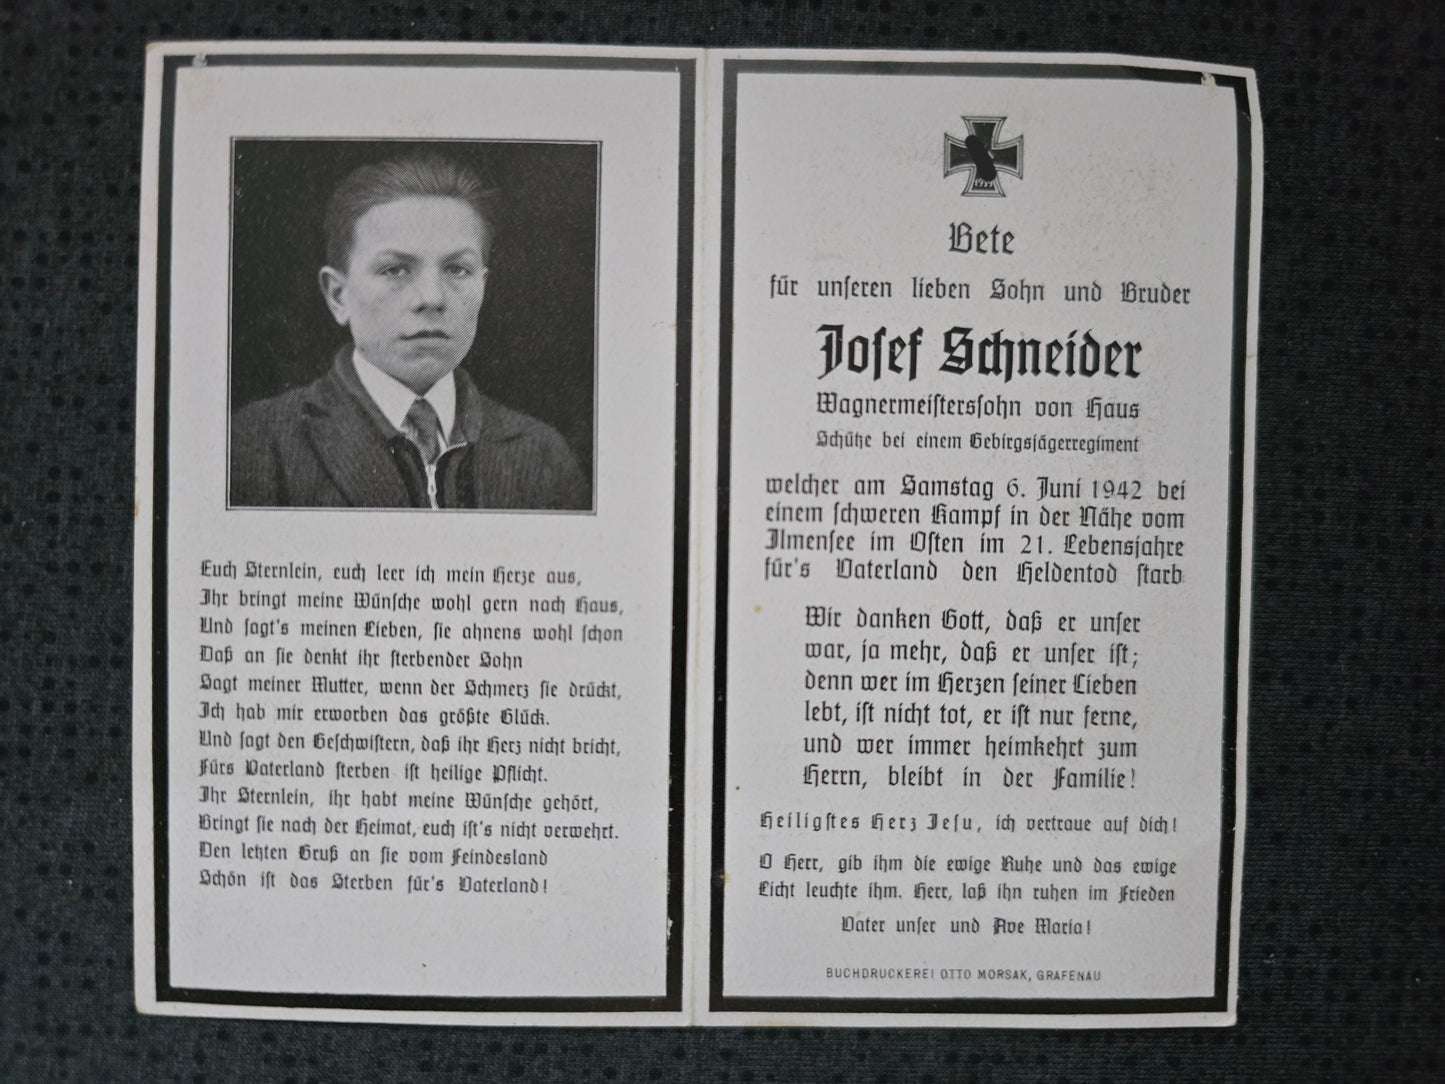 Euch Sternlein, euch leer ich mein Herze aus,
Ihr bringt meine Wünsche wohl gern nach Haus,
Und sagt's meinen Lieben, sie ahnens wohl schon
Daß an sie denkt ihr sterbender Sohn
Sagt meiner Mutter, wenn der Schmerz sie drückt,
Ich hab mir erworben das größte Glück.
Und sagt den Geschwistern, daß ihr Herz nicht bricht,
Fürs Vaterland sterben ist heilige Pflicht.
Ihr Sternlein, ihr habt meine Wünsche gehört,
Bringt sie nach der Heimat, euch ist's nicht verwehrt.
Den letzten Gruß an sie vom Feindesland
Schön ist das Sterben für's Vaterland!
1939
Bete
für unseren lieben Sohn und Bruder
Josef Schneider
Wagnermeisterssohn von Haus
Schütze bei einem Gebirgsjägerregiment
welcher am Samstag 6. Juni 1942 bei
einem schweren Kampf in der Nähe vom
Ilmensee im Osten im 21. Lebensjahre
für's Vaterland den Heldentod starb
Wir danken Gott, daß er unser
war, ja mehr, daß er unser ist;
denn wer im Herzen seiner Lieben
lebt, ist nicht tot, er ist nur ferne,
und wer immer heimkehrt zum
Herrn, bleibt in der Familie!
Heiligstes Herz Jesu, ich vertraue auf dich!
O Herr, gib ihm die ewige Ruhe und das ewige
Licht leuchte ihm. Herr, laß ihn ruhen im Frieden
Vater unser und Ave Maria!
BUCHDRUCKEREI OTTO MORSAK, GRAFENAU